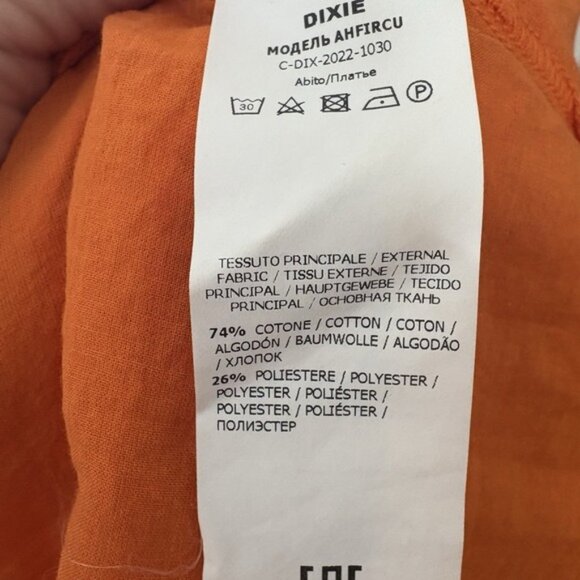 DIXIE
МОДЕЛЬ AHFIRCU
C-DIX-2022-1030
Abito/Платье
30 P
TESSUTO PRINCIPALE / EXTERNAL
FABRIC / TISSU EXTERNE / TEJIDO
PRINCIPAL / HAUPTGEWEBE / TECIDO
PRINCIPAL / ОСНОВНАЯ ТКАНЬ
74% COTONE / COTTON / COTON /
ALGODÓN / BAUMWOLLE / ALGODÃO
/ ХЛОПОК
26% POLIESTERE / POLYESTER /
POLYESTER / POLIÉSTER /
POLYESTER / POLIÉSTER /
ПОЛИЭСТЕР